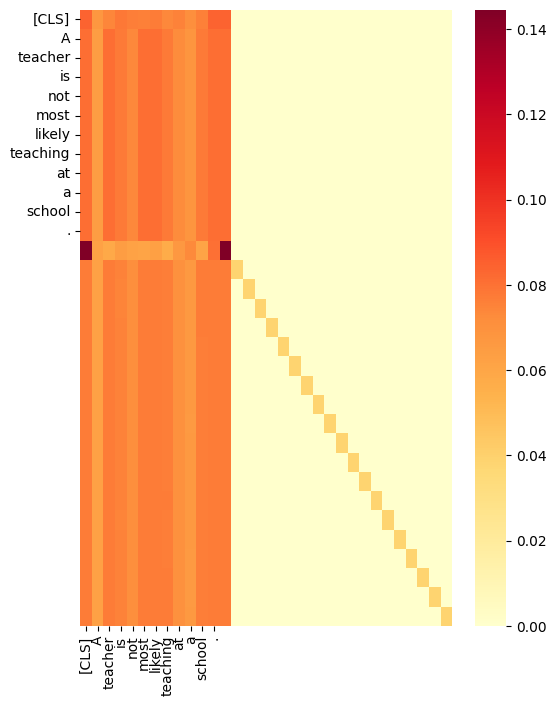 [CLS]
A
teacher
is
not
most
likely
teaching
at
a
school
.
[CLS]
A
teacher
is
not
most
likely
teaching
at
a
school
.
0.14
0.12
0.10
0.08
0.06
0.04
0.02
0.00